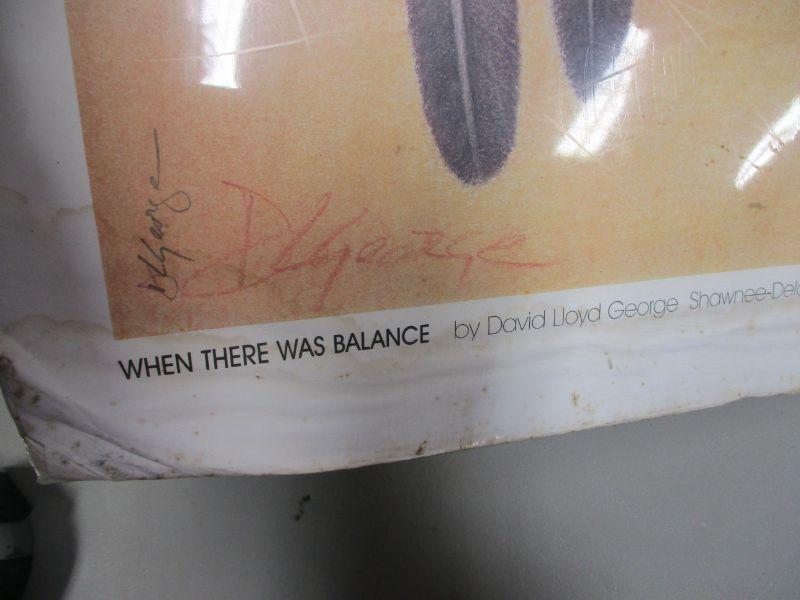 DLGeorge
DLGeorge
WHEN THERE WAS BALANCE by David Lloyd George Shawnee-Dela